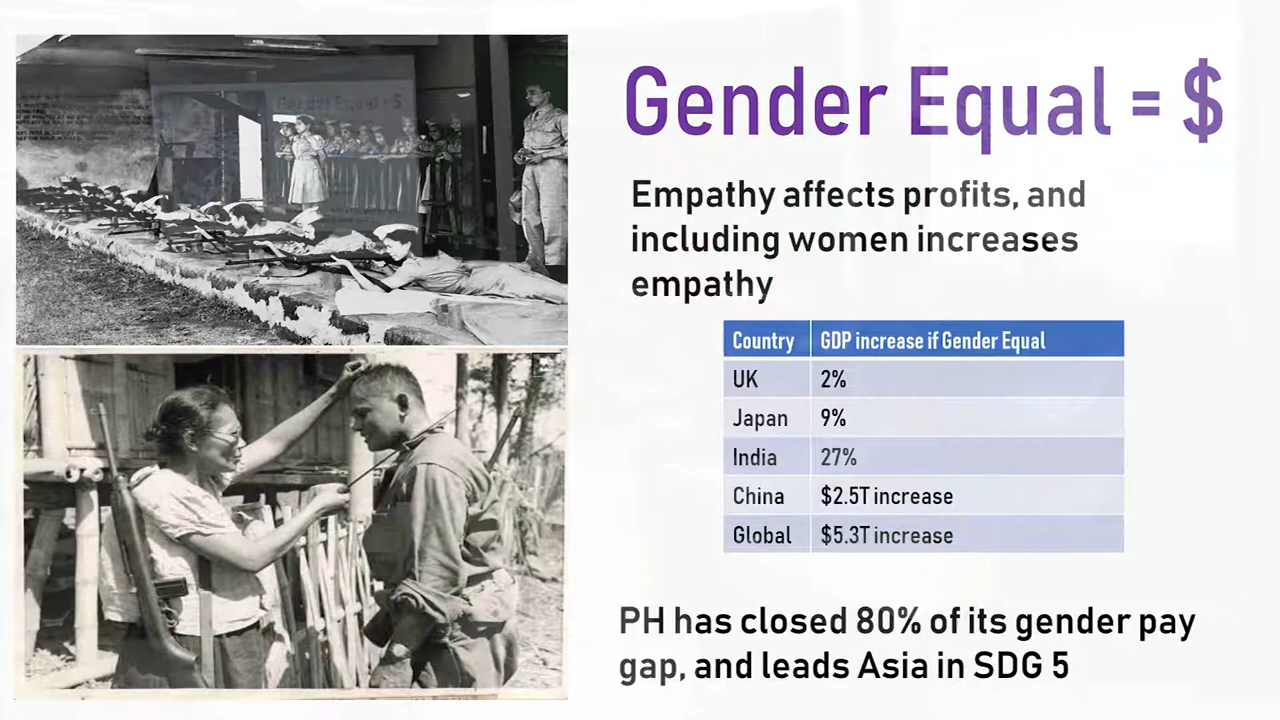 Gender Equal = $
Empathy affects profits, and
including women increases
empathy
Country GDP increase if Gender Equal
UK 2%
Japan 9%
India 27%
China $2.5T increase
Global $5.3T increase
PH has closed 80% of its gender pay
gap, and leads Asia in SDG 5
Gender Equal = $